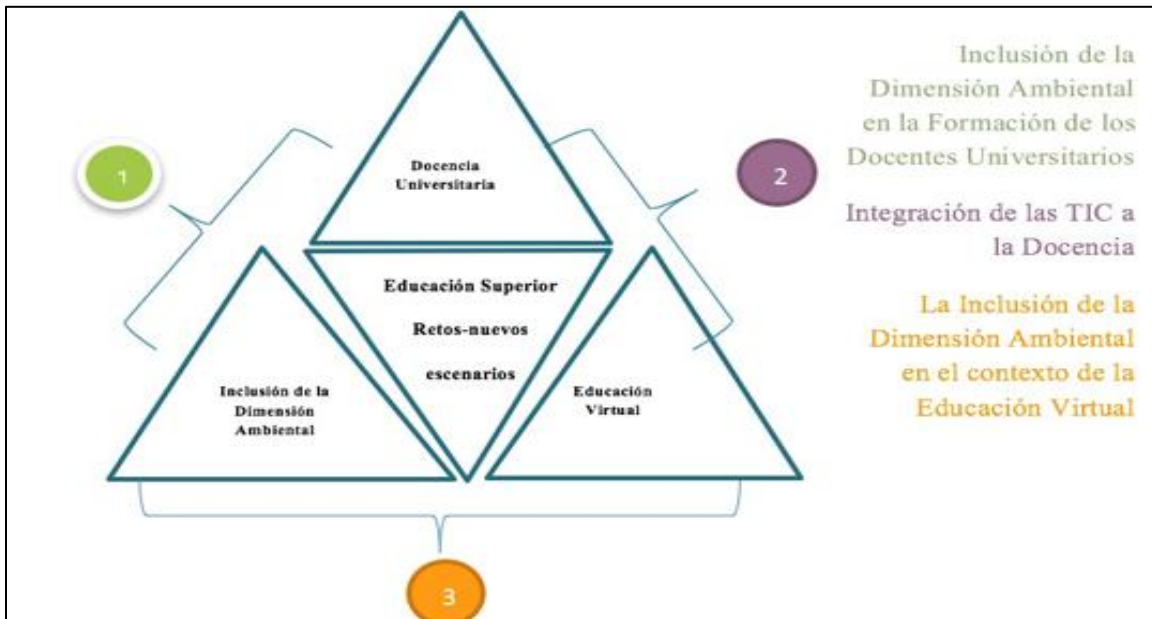 1
Docencia
Universitaria
2
Educación Superior
Retos-nuevos
escenarios
Inclusión de la
Dimensión
Ambiental
Educación
Virtual
3
Inclusión de la
Dimensión Ambiental
en la Formación de los
Docentes Universitarios
Integración de las TIC a
la Docencia
La Inclusión de la
Dimensión Ambiental
en el contexto de la
Educación Virtual